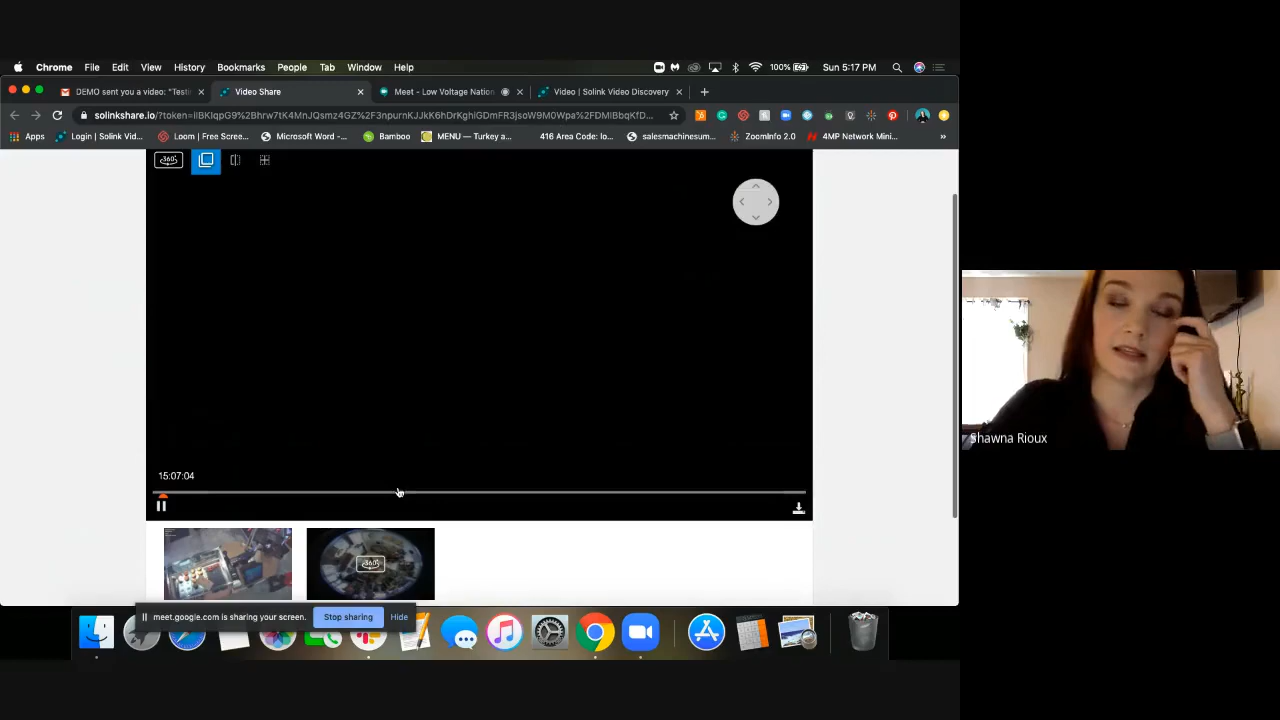 Chrome File Edit View History Bookmarks People Tab Window Help 100% Sun 5:17 PM
DEMO sent you a video: "Testi
Video Share
Meet - Low Voltage Nation
Video | Solink Video Discovery
Apps Login | Solink Vid... Loom | Free Scree... Microsoft Word -... Bamboo MENU — Turkey a... 416 Area Code: lo... salesmachinesum... ZoomInfo 2.0 4MP Network Mini... »
360°
15:07:04
360°
meet.google.com is sharing your screen. Stop sharing Hide
Shawna Rioux